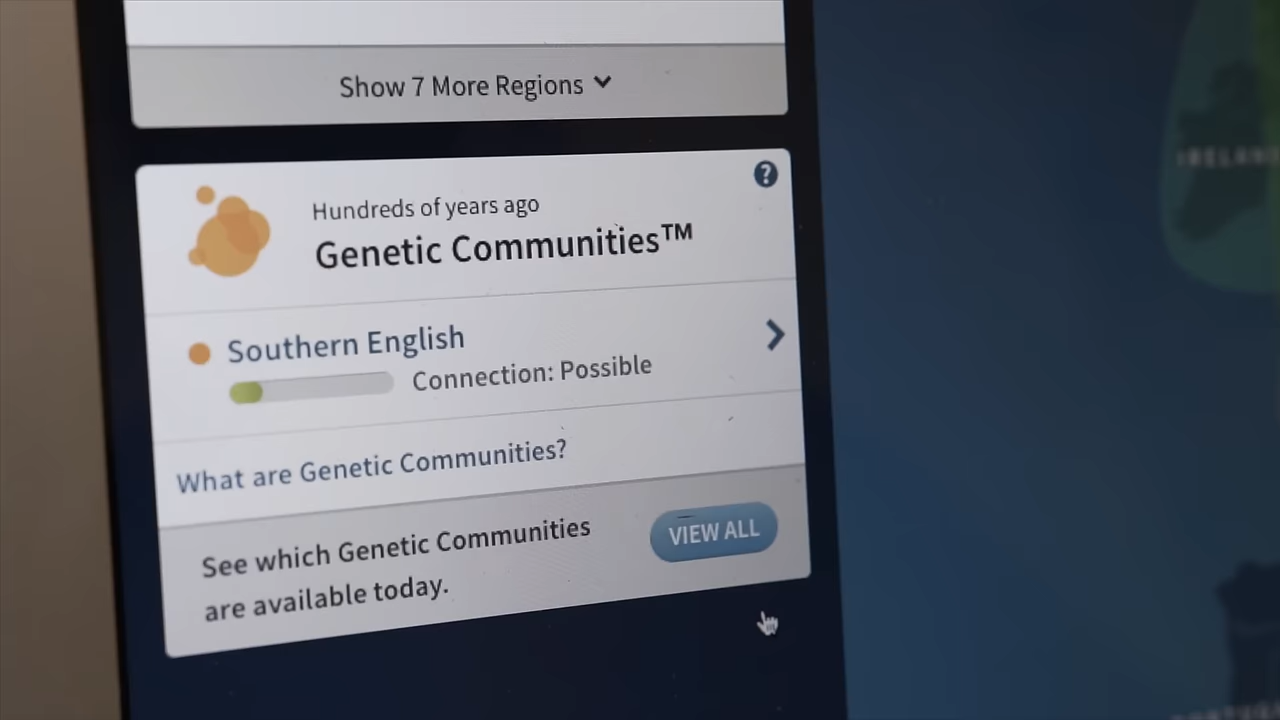 Show 7 More Regions
?
Hundreds of years ago
Genetic Communities™
Southern English
Connection: Possible
What are Genetic Communities?
See which Genetic Communities
are available today.
VIEW ALL